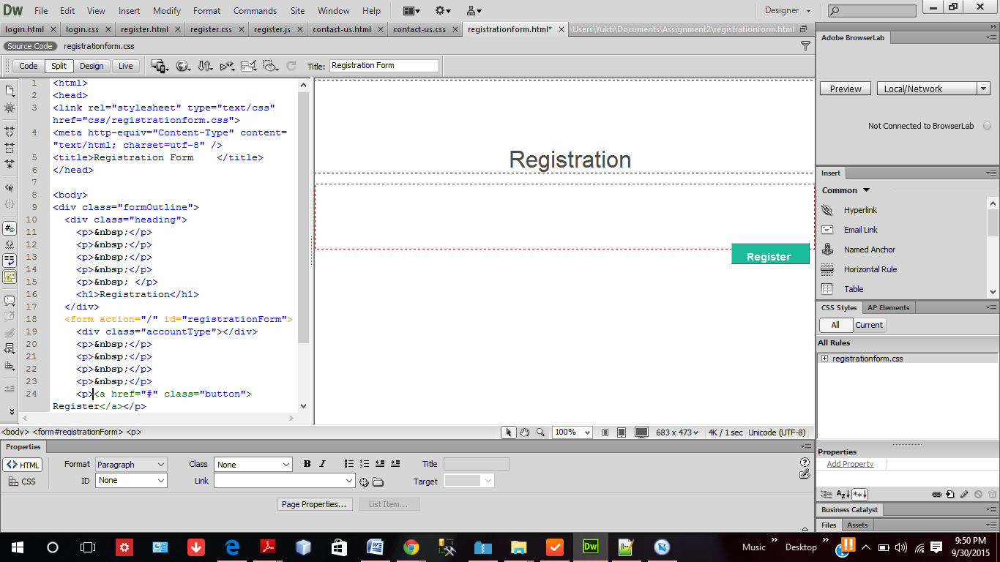 Dw File Edit View Insert Modify Format Commands Site Window Help Designer
login.html login.css register.html register.css register.js contact-us.html contact-us.css registrationform.html* \Users\Yukti\Documents\Assignment2\registrationform.html
Source Code registrationform.css
Code Split Design Live Title: Registration Form
1 <html>
2 <head>
3 <link rel="stylesheet" type="text/css"
href="css/registrationform.css">
4 <meta http-equiv="Content-Type" content=
"text/html; charset=utf-8" />
5 <title>Registration Form    </title>
6 </head>
7
8 <body>
9 <div class="formOutline">
10 <div class="heading">
11 <p>&nbsp;</p>
12 <p>&nbsp;</p>
13 <p>&nbsp;</p>
14 <p>&nbsp;</p>
15 <p>&nbsp; </p>
16 <h1>Registration</h1>
17 </div>
18 <form action="/" id="registrationForm">
19 <div class="accountType"></div>
20 <p>&nbsp;</p>
21 <p>&nbsp;</p>
22 <p>&nbsp;</p>
23 <p>&nbsp;</p>
24 <p><a href="#" class="button">
Register</a></p>
Registration
Register
<body> <form#registrationForm> <p>
100% 683 x 473 4K / 1 sec Unicode (UTF-8)
Properties
HTML Format Paragraph Class None B I Title
CSS ID None Link Target
Page Properties... List Item...
Adobe BrowserLab
Preview Local/Network
Not Connected to BrowserLab
Insert
Common
Hyperlink
Email Link
Named Anchor
Horizontal Rule
Table
CSS Styles AP Elements
All Current
All Rules
registrationform.css
Properties
Add Property
Az↓ **↓
Business Catalyst
Files Assets
Music » Desktop » 9:50 PM
9/30/2015